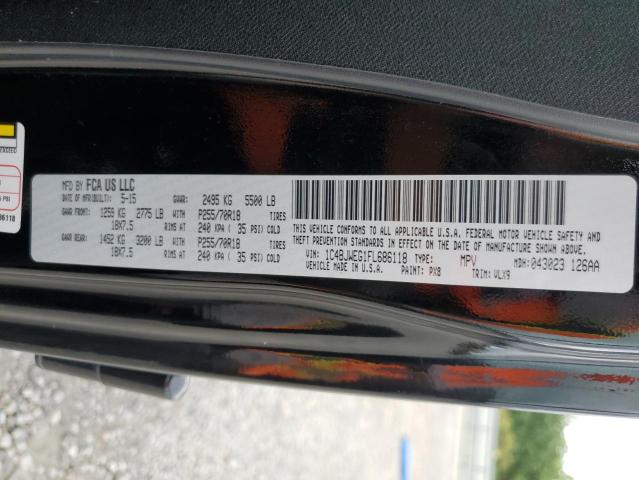 MFD BY FCA US LLC
DATE OF MFR(BUILT): 5-15 GVWR: 2495 KG 5500 LB
FRONT: 1259 KG 2775 LB WITH P255/70R18 TIRES
18X7.5 RIMS AT 240 KPA ( 35 PSI) COLD
REAR: 1452 KG 3200 LB WITH P255/70R18 TIRES
18X7.5 RIMS AT 240 KPA ( 35 PSI) COLD
THIS VEHICLE CONFORMS TO ALL APPLICABLE U.S.A. FEDERAL MOTOR VEHICLE SAFETY AND
THEFT PREVENTION STANDARDS IN EFFECT ON THE DATE OF MANUFACTURE SHOWN ABOVE.
VIN: 1C4BJWEG1FL686118 TYPE: MPV MDH: 043023 126AA
VEHICLE MADE IN U.S.A. PAINT: PX8 TRIM: VLX9
PSI
86118